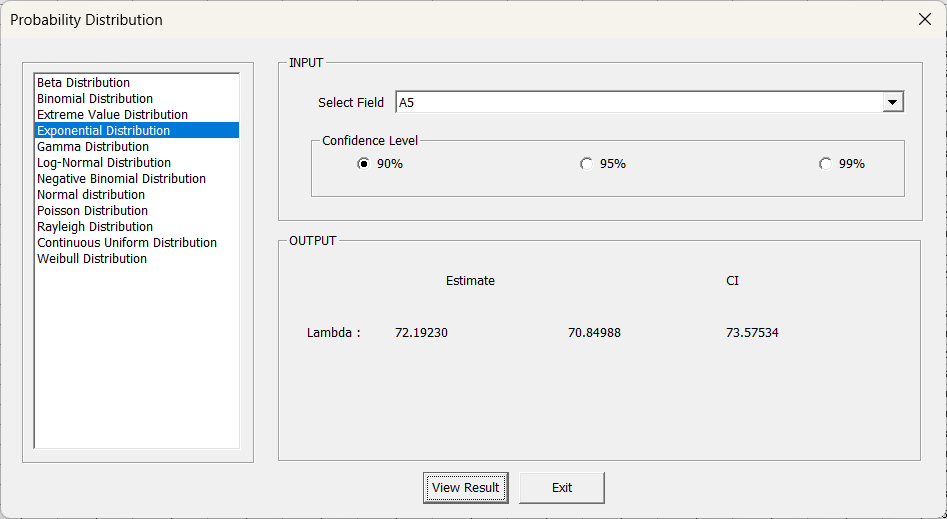 Probability Distribution
Beta Distribution
Binomial Distribution
Extreme Value Distribution
Exponential Distribution
Gamma Distribution
Log-Normal Distribution
Negative Binomial Distribution
Normal distribution
Poisson Distribution
Rayleigh Distribution
Continuous Uniform Distribution
Weibull Distribution
INPUT
Select Field A5
Confidence Level
90% 95% 99%
OUTPUT
Estimate CI
Lambda : 72.19230 70.84988 73.57534
View Result Exit